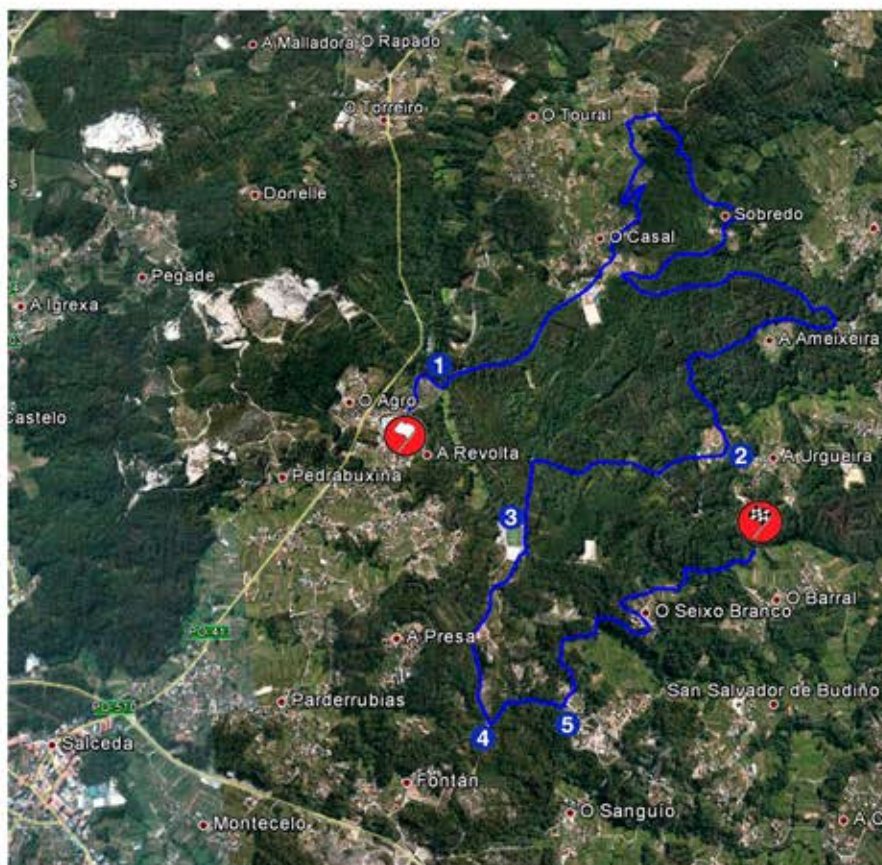 A Malladora
O Rapado
O Torreiro
O Toural
s
Donelle
Sobredo
O Casal
Pegade
A Igrexa
A Ameixeira
1
O Agro
Castelo
A Revolta
2
A Urgueira
Pedrabuxina
3
O Barral
O Seixo Branco
A Presa
San Salvador de Budiño
Parderrubias
5
4
Salceda
Fontán
O Sanguio
Montecelo